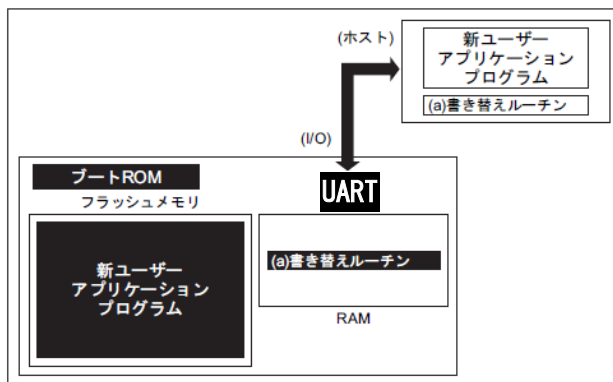 (ホスト)
新ユーザー
アプリケーション
プログラム
(a)書き替えルーチン
(I/O)
ブートROM
UART
フラッシュメモリ
新ユーザー
アプリケーション
プログラム
(a)書き替えルーチン
RAM